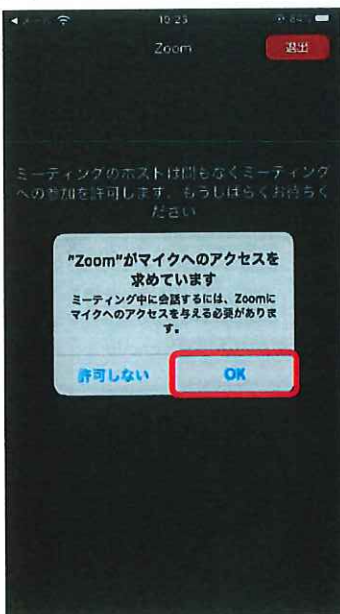 10:25
Zoom
退出
ミーティングのホストは間もなくミーティング
への参加を許可します、もうしばらくお待ちく
ださい
"Zoom"がマイクへのアクセスを
求めています
ミーティング中に会話するには、Zoomに
マイクへのアクセスを与える必要がありま
す。
許可しない
OK